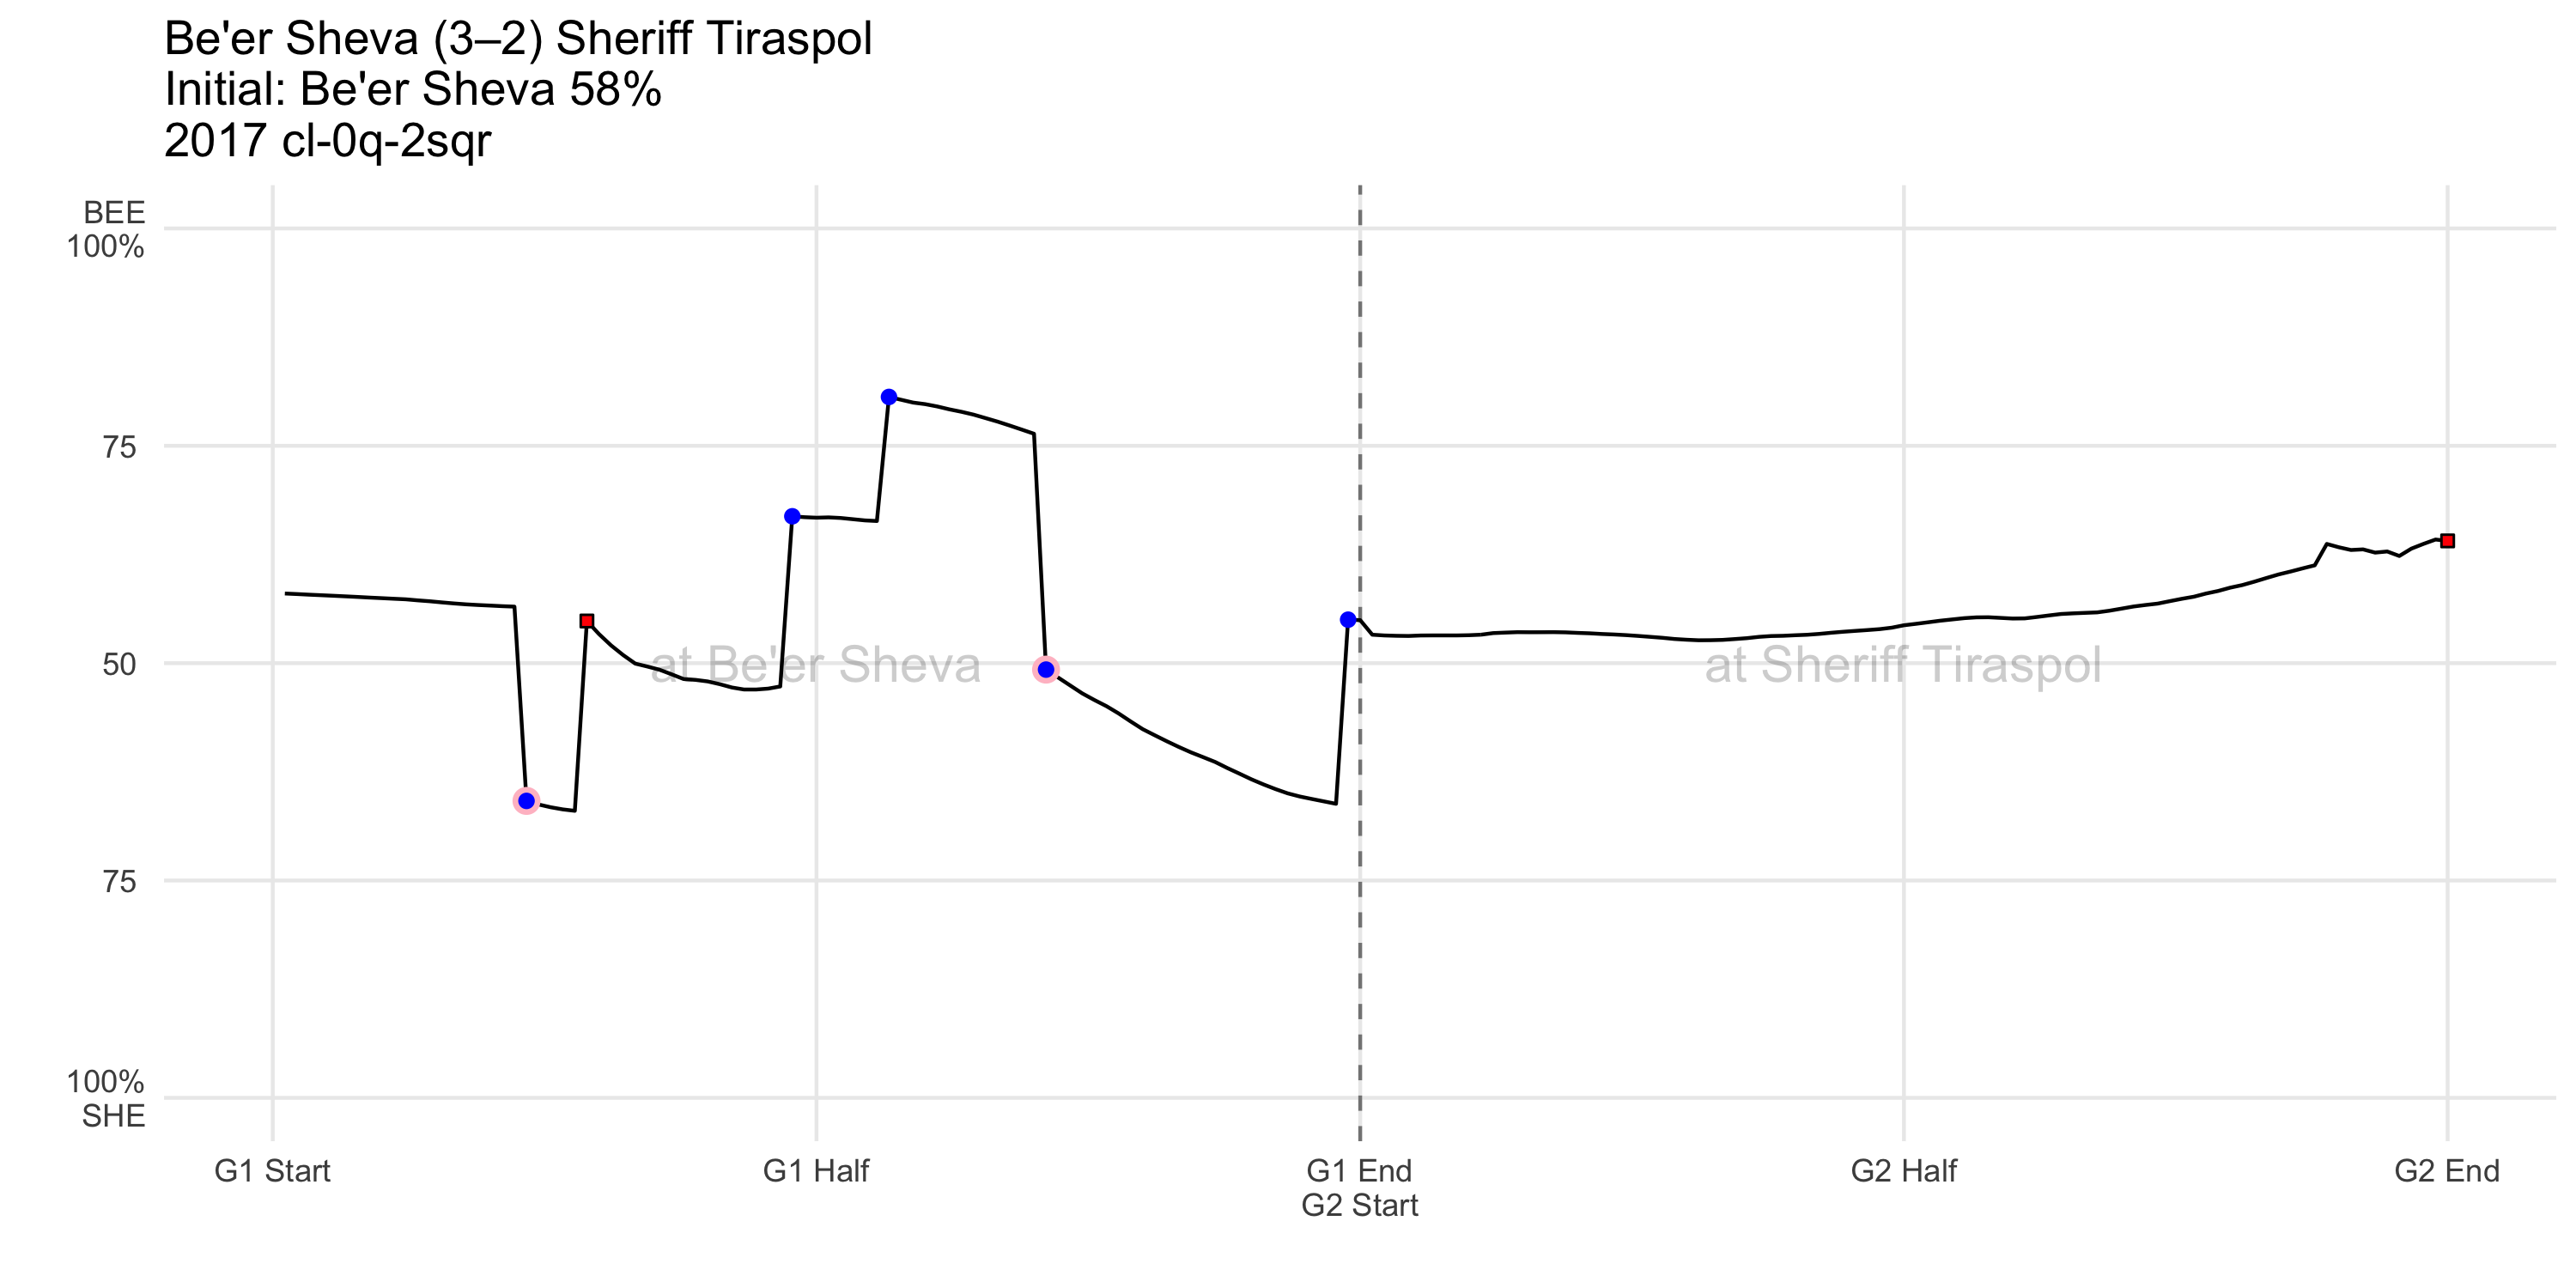 Be'er Sheva (3–2) Sheriff Tiraspol
Initial: Be'er Sheva 58%
2017 cl-0q-2sqr
BEE
100%
75
50
75
100%
SHE
at Be'er Sheva
at Sheriff Tiraspol
G1 Start
G1 Half
G1 End
G2 Start
G2 Half
G2 End